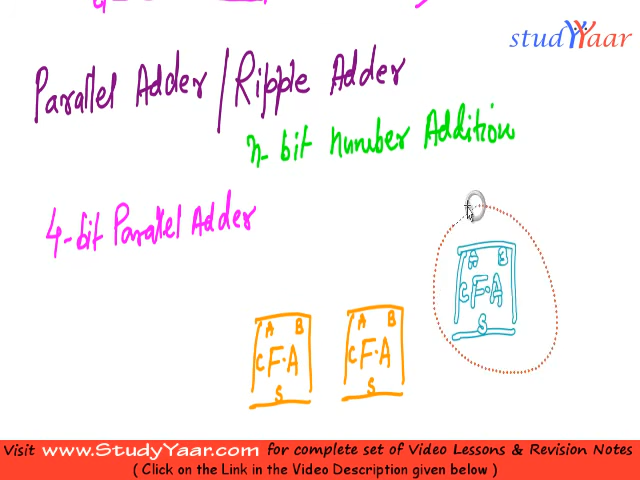 studYYaar
Parallel Adder / Ripple Adder
n-bit number Addition
4-bit Parallel Adder
A B
C F·A
S
A B
C F·A
S
A B
C F·A
S
Visit www.StudyYaar.com for complete set of Video Lessons & Revision Notes
( Click on the Link in the Video Description given below )